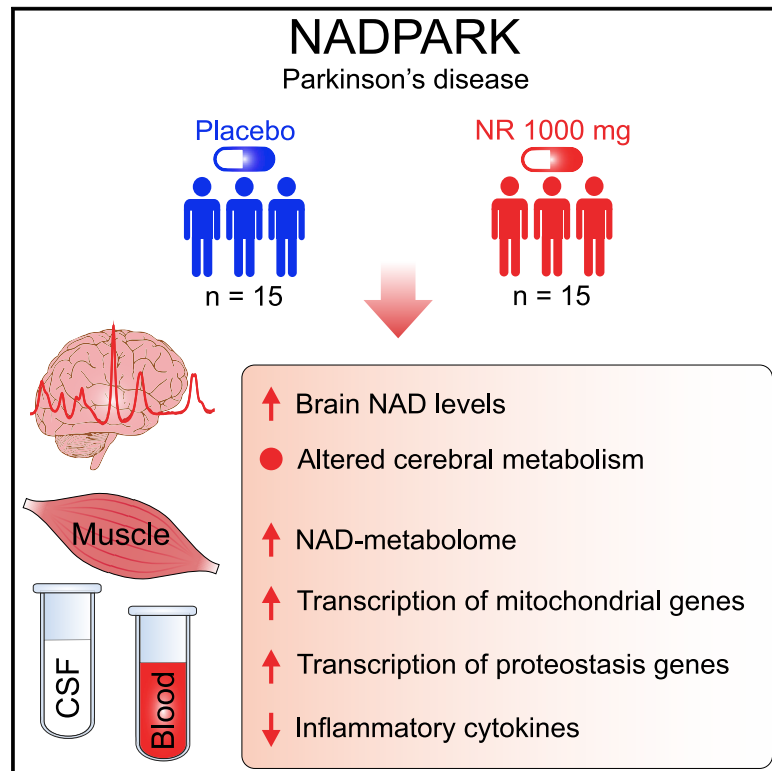 NADPARK
Parkinson's disease
Placebo
NR 1000 mg
n = 15
n = 15
Brain NAD levels
Altered cerebral metabolism
Muscle
NAD-metabolome
Transcription of mitochondrial genes
CSF
Blood
Transcription of proteostasis genes
Inflammatory cytokines